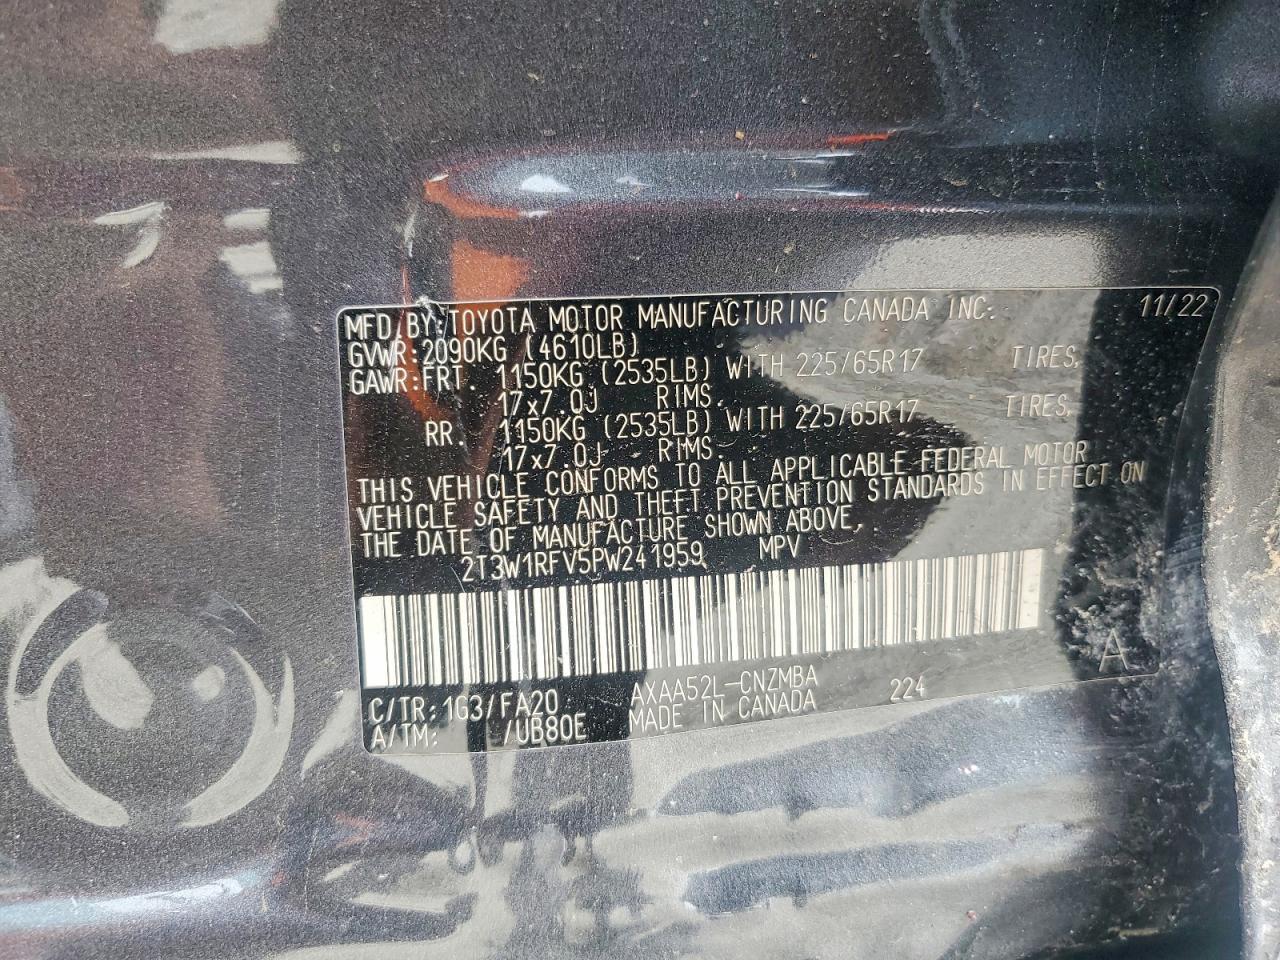 MFD BY:TOYOTA MOTOR MANUFACTURING CANADA INC. 11/22
GVWR:2090KG (4610LB)
GAWR:FRT. 1150KG (2535LB) WITH 225/65R17 TIRES,
17x7.0J RIMS.
RR. 1150KG (2535LB) WITH 225/65R17 TIRES,
17x7.0J RIMS.
THIS VEHICLE CONFORMS TO ALL APPLICABLE FEDERAL MOTOR
VEHICLE SAFETY AND THEFT PREVENTION STANDARDS IN EFFECT ON
THE DATE OF MANUFACTURE SHOWN ABOVE.
2T3W1RFV5PW241959 MPV
A
C/TR:1G3/FA20 AXAA52L-CNZMBA 224
A/TM: /UB80E MADE IN CANADA